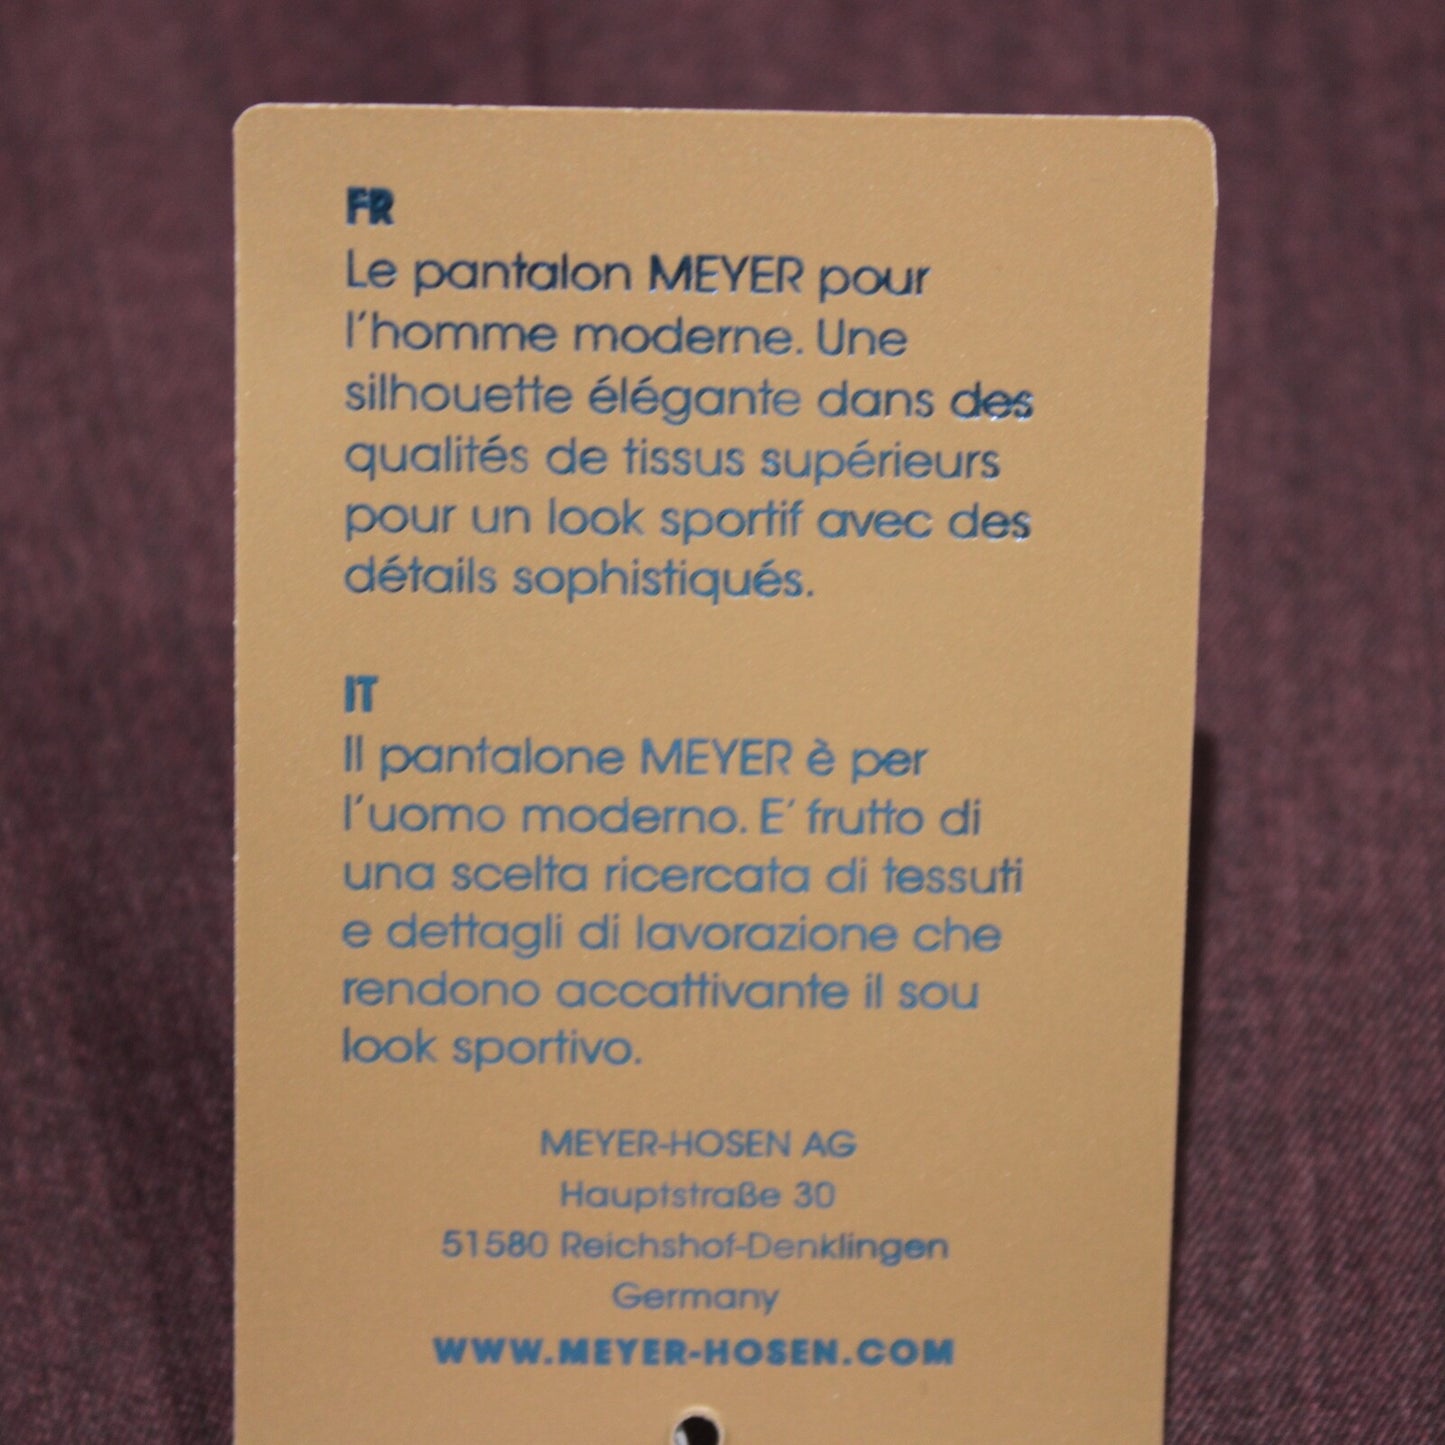 FR
Le pantalon MEYER pour
l'homme moderne. Une
silhouette élégante dans des
qualités de tissus supérieurs
pour un look sportif avec des
détails sophistiqués.
IT
Il pantalone MEYER è per
l'uomo moderno. E' frutto di
una scelta ricercata di tessuti
e dettagli di lavorazione che
rendono accattivante il sou
look sportivo.
MEYER-HOSEN AG
Hauptstraße 30
51580 Reichshof-Denklingen
Germany
WWW.MEYER-HOSEN.COM